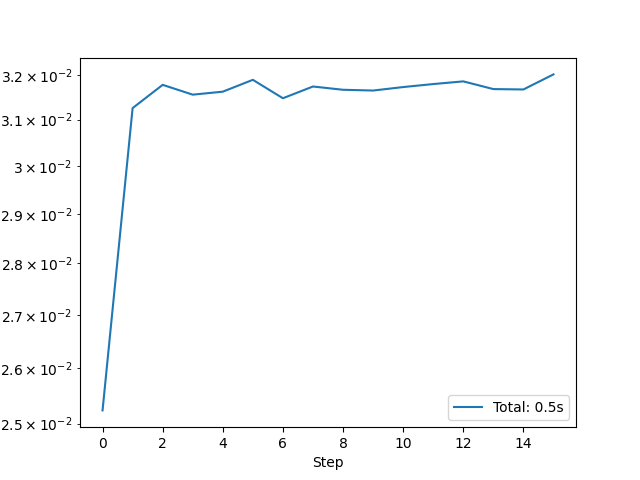 3.2 × 10⁻²
3.1 × 10⁻²
3 × 10⁻²
2.9 × 10⁻²
2.8 × 10⁻²
2.7 × 10⁻²
2.6 × 10⁻²
2.5 × 10⁻²
Total: 0.5s
0 2 4 6 8 10 12 14
Step